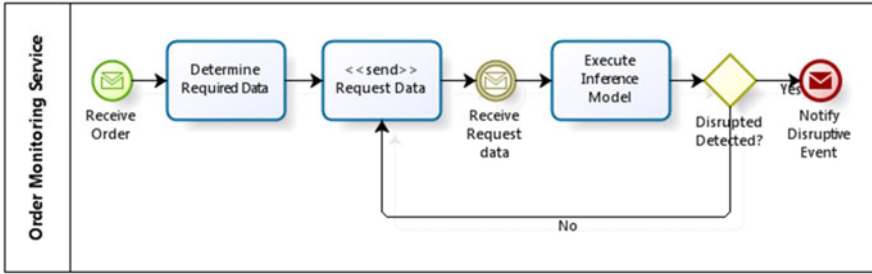 Order Monitoring Service
Receive
Order
Determine
Required Data
<<send>>
Request Data
Receive
Request
data
Execute
Inference
Model
Disrupted
Detected?
Yes
Notify
Disruptive
Event
No